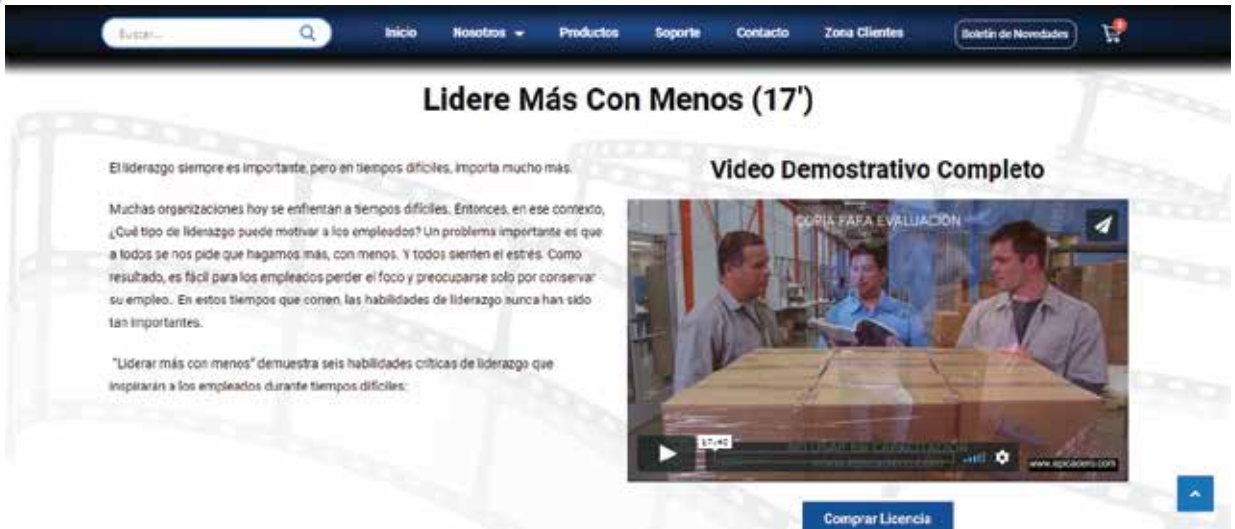 Buscar...
Inicio
Nosotros
Productos
Soporte
Contacto
Zona Clientes
Boletín de Novedades
Lidere Más Con Menos (17')
El liderazgo siempre es importante, pero en tiempos difíciles, importa mucho más.
Muchas organizaciones hoy se enfrentan a tiempos difíciles. Entonces, en ese contexto,
¿Qué tipo de liderazgo puede motivar a los empleados? Un problema importante es que
a todos se nos pide que hagamos más, con menos. Y todos sienten el estrés. Como
resultado, es fácil para los empleados perder el foco y preocuparse solo por conservar
su empleo.. En estos tiempos que corren, las habilidades de liderazgo nunca han sido
tan importantes.
"Liderar más con menos" demuestra seis habilidades críticas de liderazgo que
inspirarán a los empleados durante tiempos difíciles:
Video Demostrativo Completo
COPIA PARA EVALUACIÓN
17:40
EN CAPACITACIÓN
www.epicadero.com
Comprar Licencia